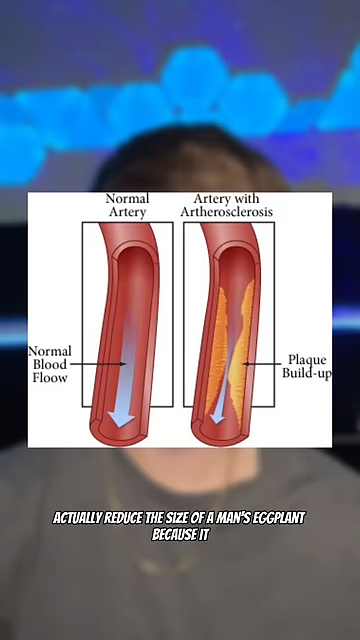 Normal
Artery
Artery with
Artherosclerosis
Normal
Blood
Floow
Plaque
Build-up
ACTUALLY REDUCE THE SIZE OF A MAN'S EGGPLANT
BECAUSE IT